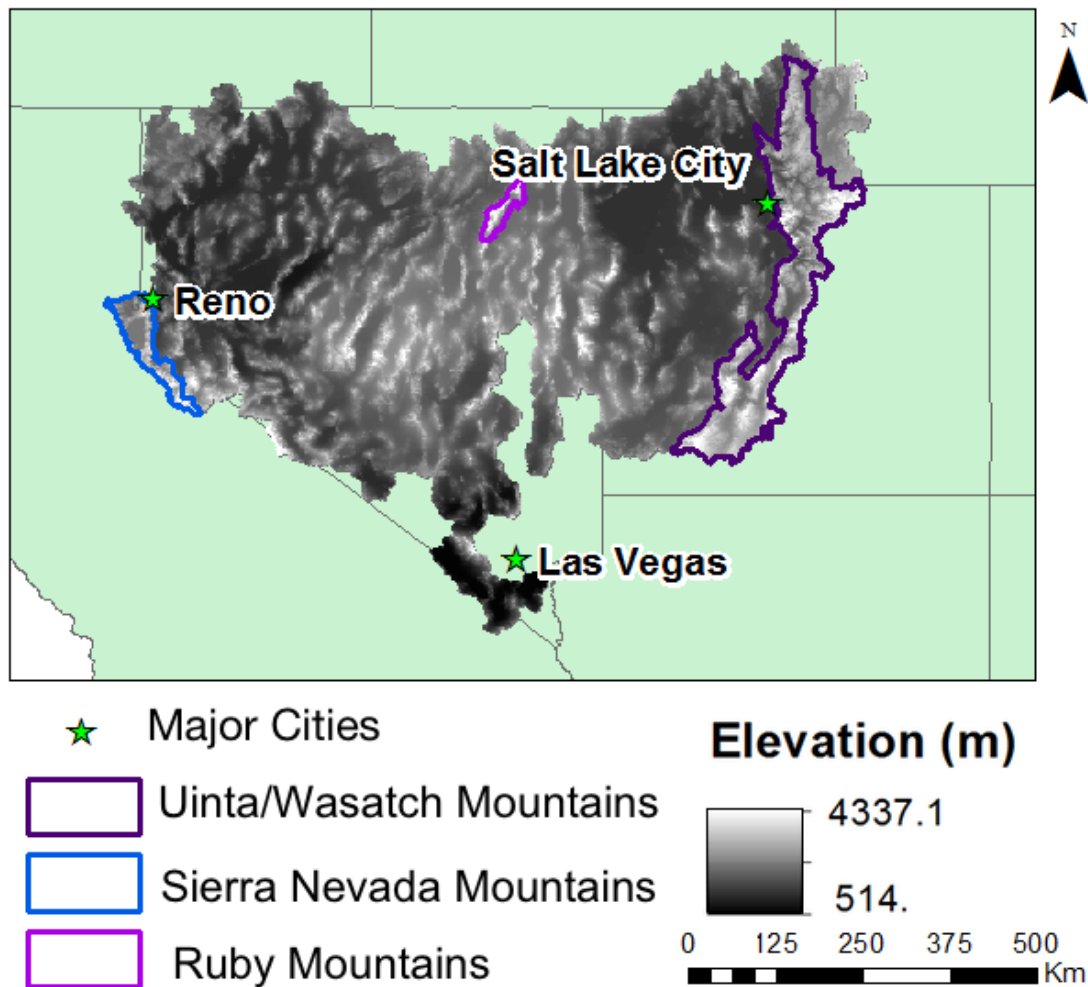 N
Salt Lake City
Reno
Las Vegas
Major Cities
Uinta/Wasatch Mountains
Sierra Nevada Mountains
Ruby Mountains
Elevation (m)
4337.1
514.
0 125 250 375 500
Km